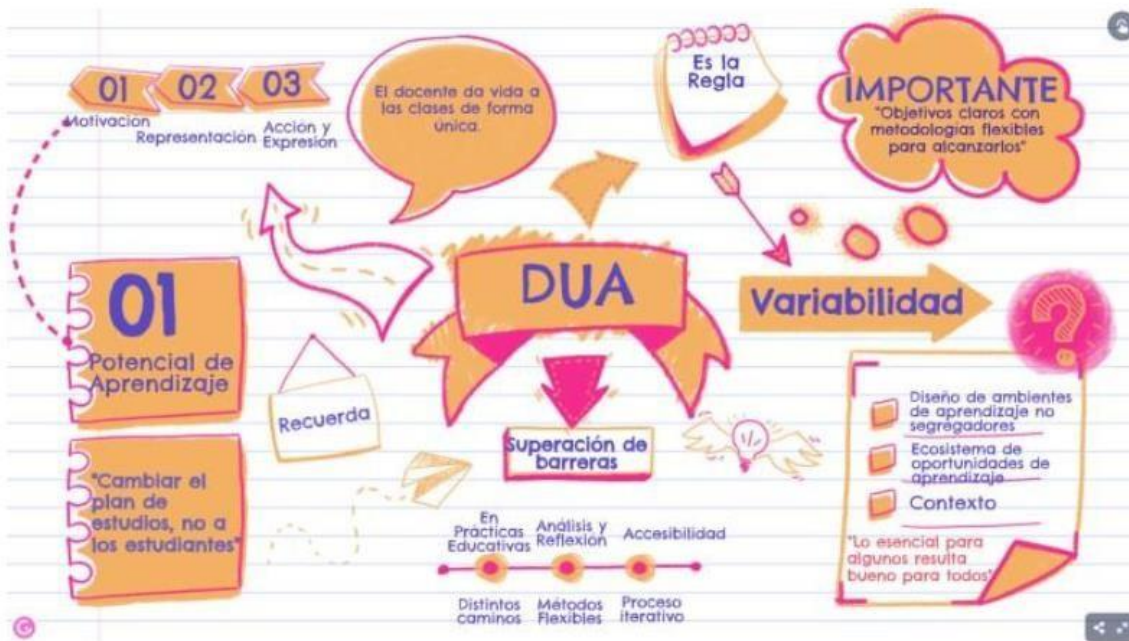 01
02
03
Motivación
Representación
Acción y
Expresión
El docente da vida a
las clases de forma
única.
Es la
Regla
IMPORTANTE
"Objetivos claros con
metodologías flexibles
para alcanzarlos"
DUA
Variabilidad
?
01
Potencial de
Aprendizaje
Recuerda
"Cambiar el
plan de
estudios, no a
los estudiantes"
Superación de
barreras
En
Prácticas
Educativas
Análisis y
Reflexión
Accesibilidad
Distintos
caminos
Métodos
Flexibles
Proceso
iterativo
Diseño de ambientes
de aprendizaje no
segregadores
Ecosistema de
oportunidades de
aprendizaje
Contexto
"Lo esencial para
algunos resulta
bueno para todos"